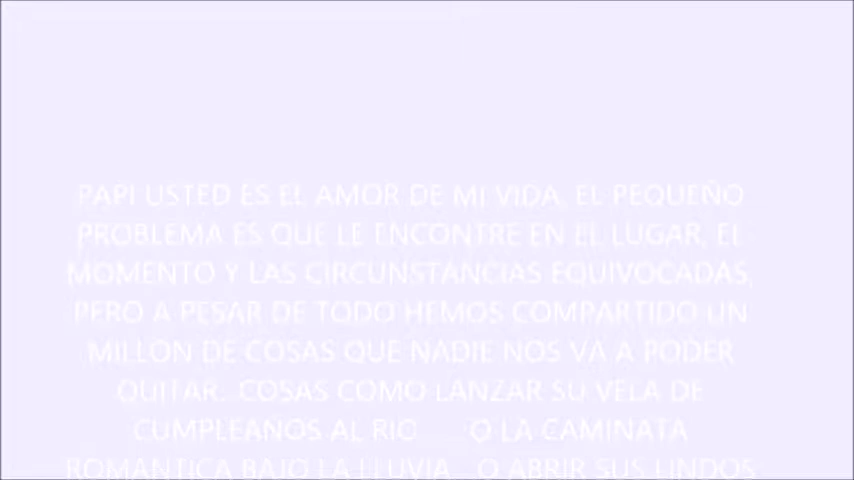 PAPI USTED ES EL AMOR DE MI VIDA, EL PEQUEÑO
PROBLEMA ES QUE LE ENCONTRE EN EL LUGAR, EL
MOMENTO Y LAS CIRCUNSTANCIAS EQUIVOCADAS,
PERO A PESAR DE TODO HEMOS COMPARTIDO UN
MILLON DE COSAS QUE NADIE NOS VA A PODER
QUITAR. COSAS COMO LANZAR SU VELA DE
CUMPLEAÑOS AL RIO O LA CAMINATA
ROMANTICA BAJO LA LLUVIA O ABRIR SUS LINDOS